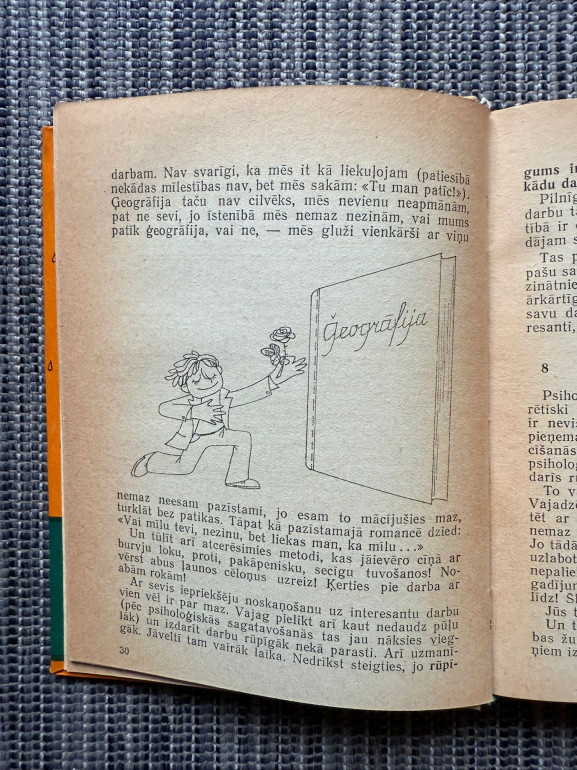 darbam. Nav svarīgi, ka mēs it kā liekuļojam (patiesībā
nekādas mīlestības nav, bet mēs sakām: «Tu man patīc!»).
Ģeogrāfija taču nav cilvēks, mēs nevienu neapmānām,
pat ne sevi, jo īstenībā mēs nemaz nezinām, vai mums
patīk ģeogrāfija, vai ne, — mēs gluži vienkārši ar viņu
Ģeogrāfija
nemaz neesam pazīstami, jo esam to mācījušies maz,
turklāt bez patikas. Tāpat kā pazīstamajā romancē dzied:
«Vai mīlu tevi, nezinu, bet liekas man, ka mīlu...»
Un tūlīt arī atcerēsimies metodi, kas jāievēro cīņā ar
burvju loku, proti, pakāpenisku, secīgu tuvošanos! No-
vērst abus ļaunos cēloņus uzreiz! Ķerties pie darba ar
abām rokām!
Ar sevis iepriekšēju noskaņošanu uz interesantu darbu
vien vēl ir par maz. Vajag pielikt arī kaut nedaudz pūļu
(pēc psiholoģiskās sagatavošanās tas jau nāksies vieg-
lāk) un izdarīt darbu rūpīgāk nekā parasti. Arī uzmanī-
gāk. Jāveltī tam vairāk laika. Nedrīkst steigties, jo rūpī-
30
gums i
kādu da
Pilnīg
darbu t
tībā ir v
dājam s
Tas p
pašu sa
zinātnie
ārkārtīg
savu da
resanti,
8
Psiho
rētiski
ir nevis
pieņema
cīšanās
psiholoģ
darīs rū
To v
Vajadze
tēt ar
nemaz
Jo tādā
uzlabot
nepalie
gadījur
līdz! Sl
Jūs t
Un t
bas žu
ņiem iz